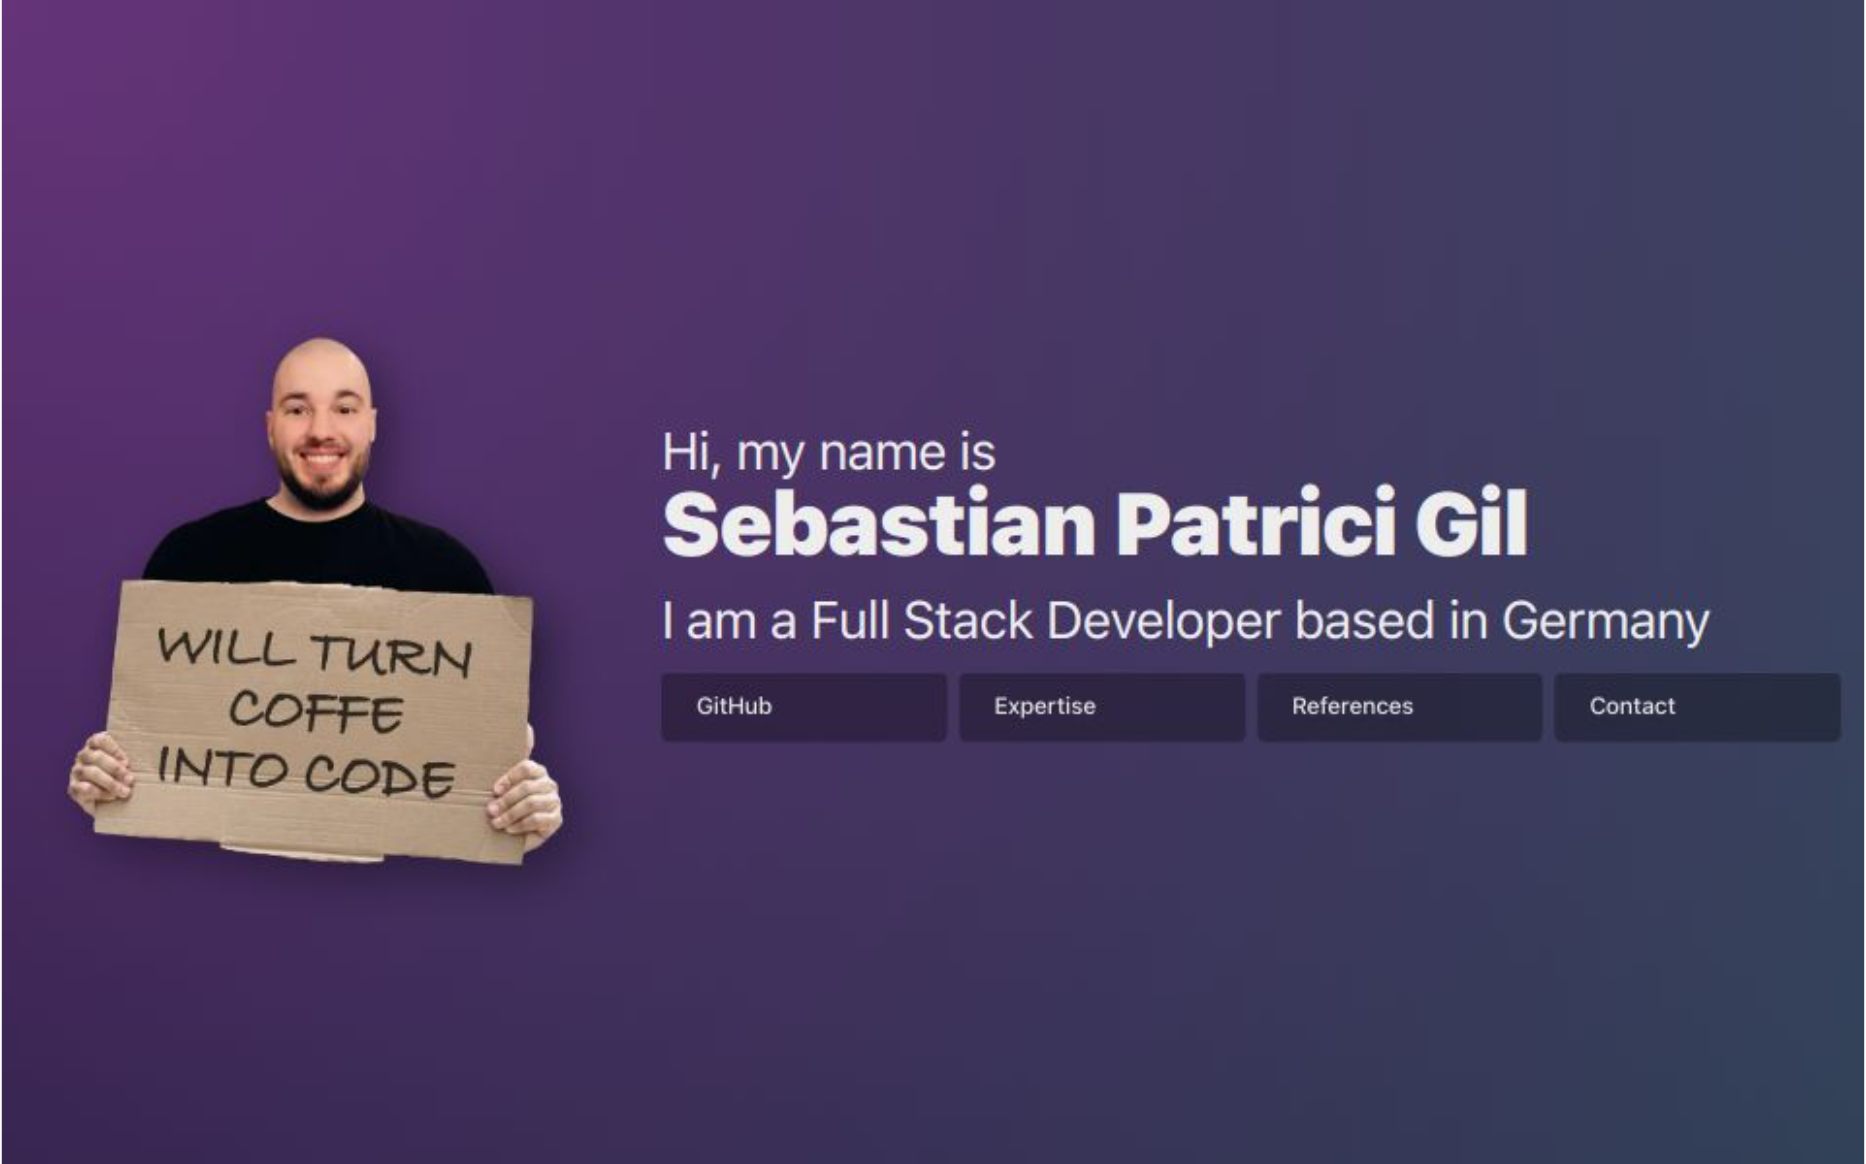 Hi, my name is
Sebastian Patrici Gil
I am a Full Stack Developer based in Germany
GitHub
Expertise
References
Contact
WILL TURN
COFFE
INTO CODE